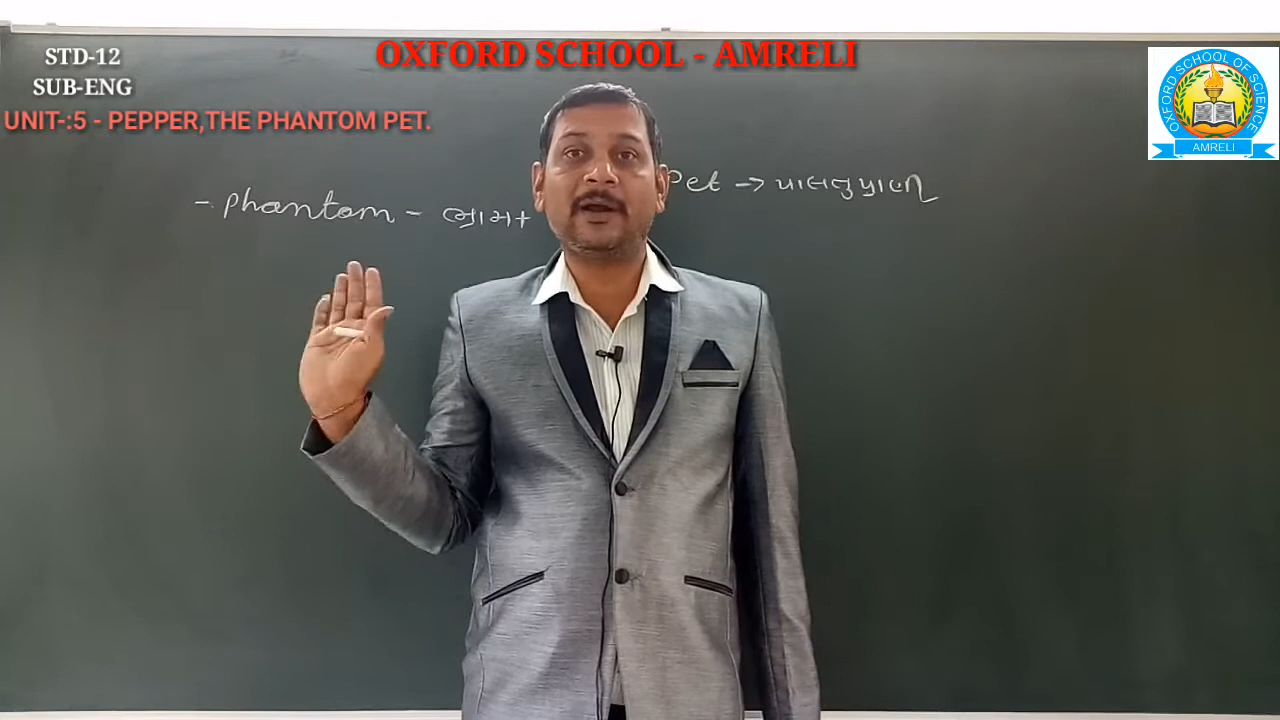 OXFORD SCHOOL - AMRELI
STD-12
SUB-ENG
UNIT-:5 - PEPPER,THE PHANTOM PET.
OXFORD SCHOOL OF SCIENCE
AMRELI
- Phantom - ભ્રામક
Pet → પાલતુ પ્રાણી